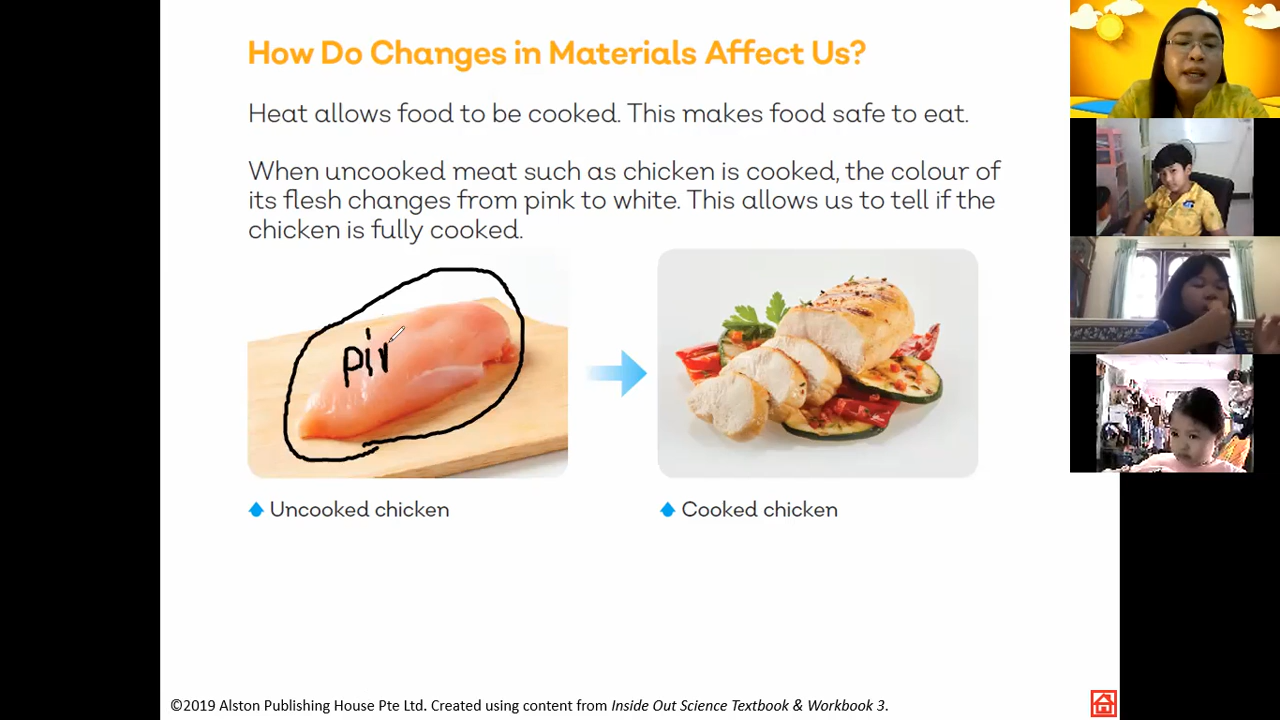 How Do Changes in Materials Affect Us?
Heat allows food to be cooked. This makes food safe to eat.
When uncooked meat such as chicken is cooked, the colour of
its flesh changes from pink to white. This allows us to tell if the
chicken is fully cooked.
pin
Uncooked chicken
Cooked chicken
©2019 Alston Publishing House Pte Ltd. Created using content from Inside Out Science Textbook & Workbook 3.